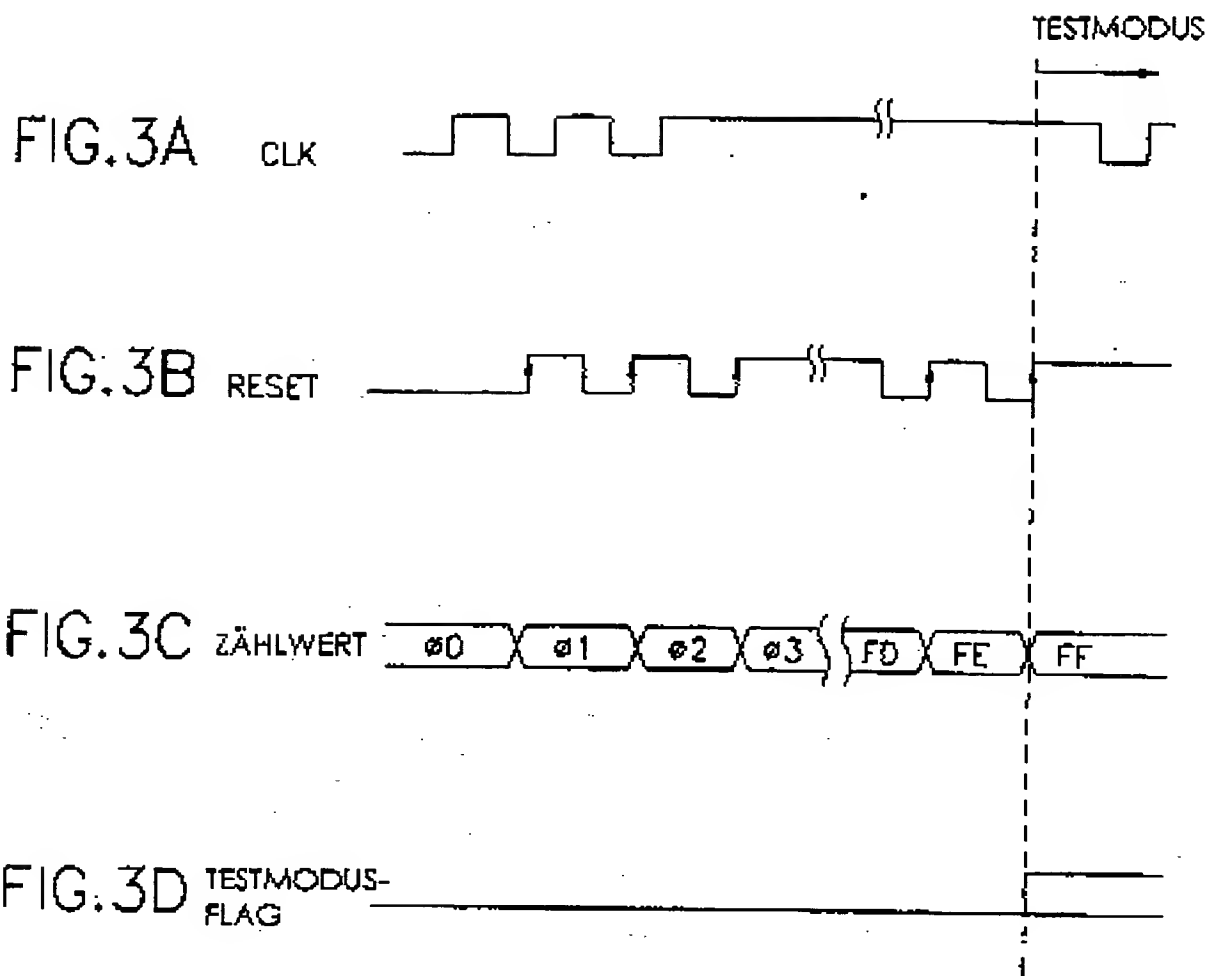 TESTMODUS
FIG. 3A CLK
FIG. 3B RESET
FIG. 3C ZÄHLWERT ø0 ø1 ø2 ø3 FD FE FF
FIG. 3D TESTMODUS-
FLAG